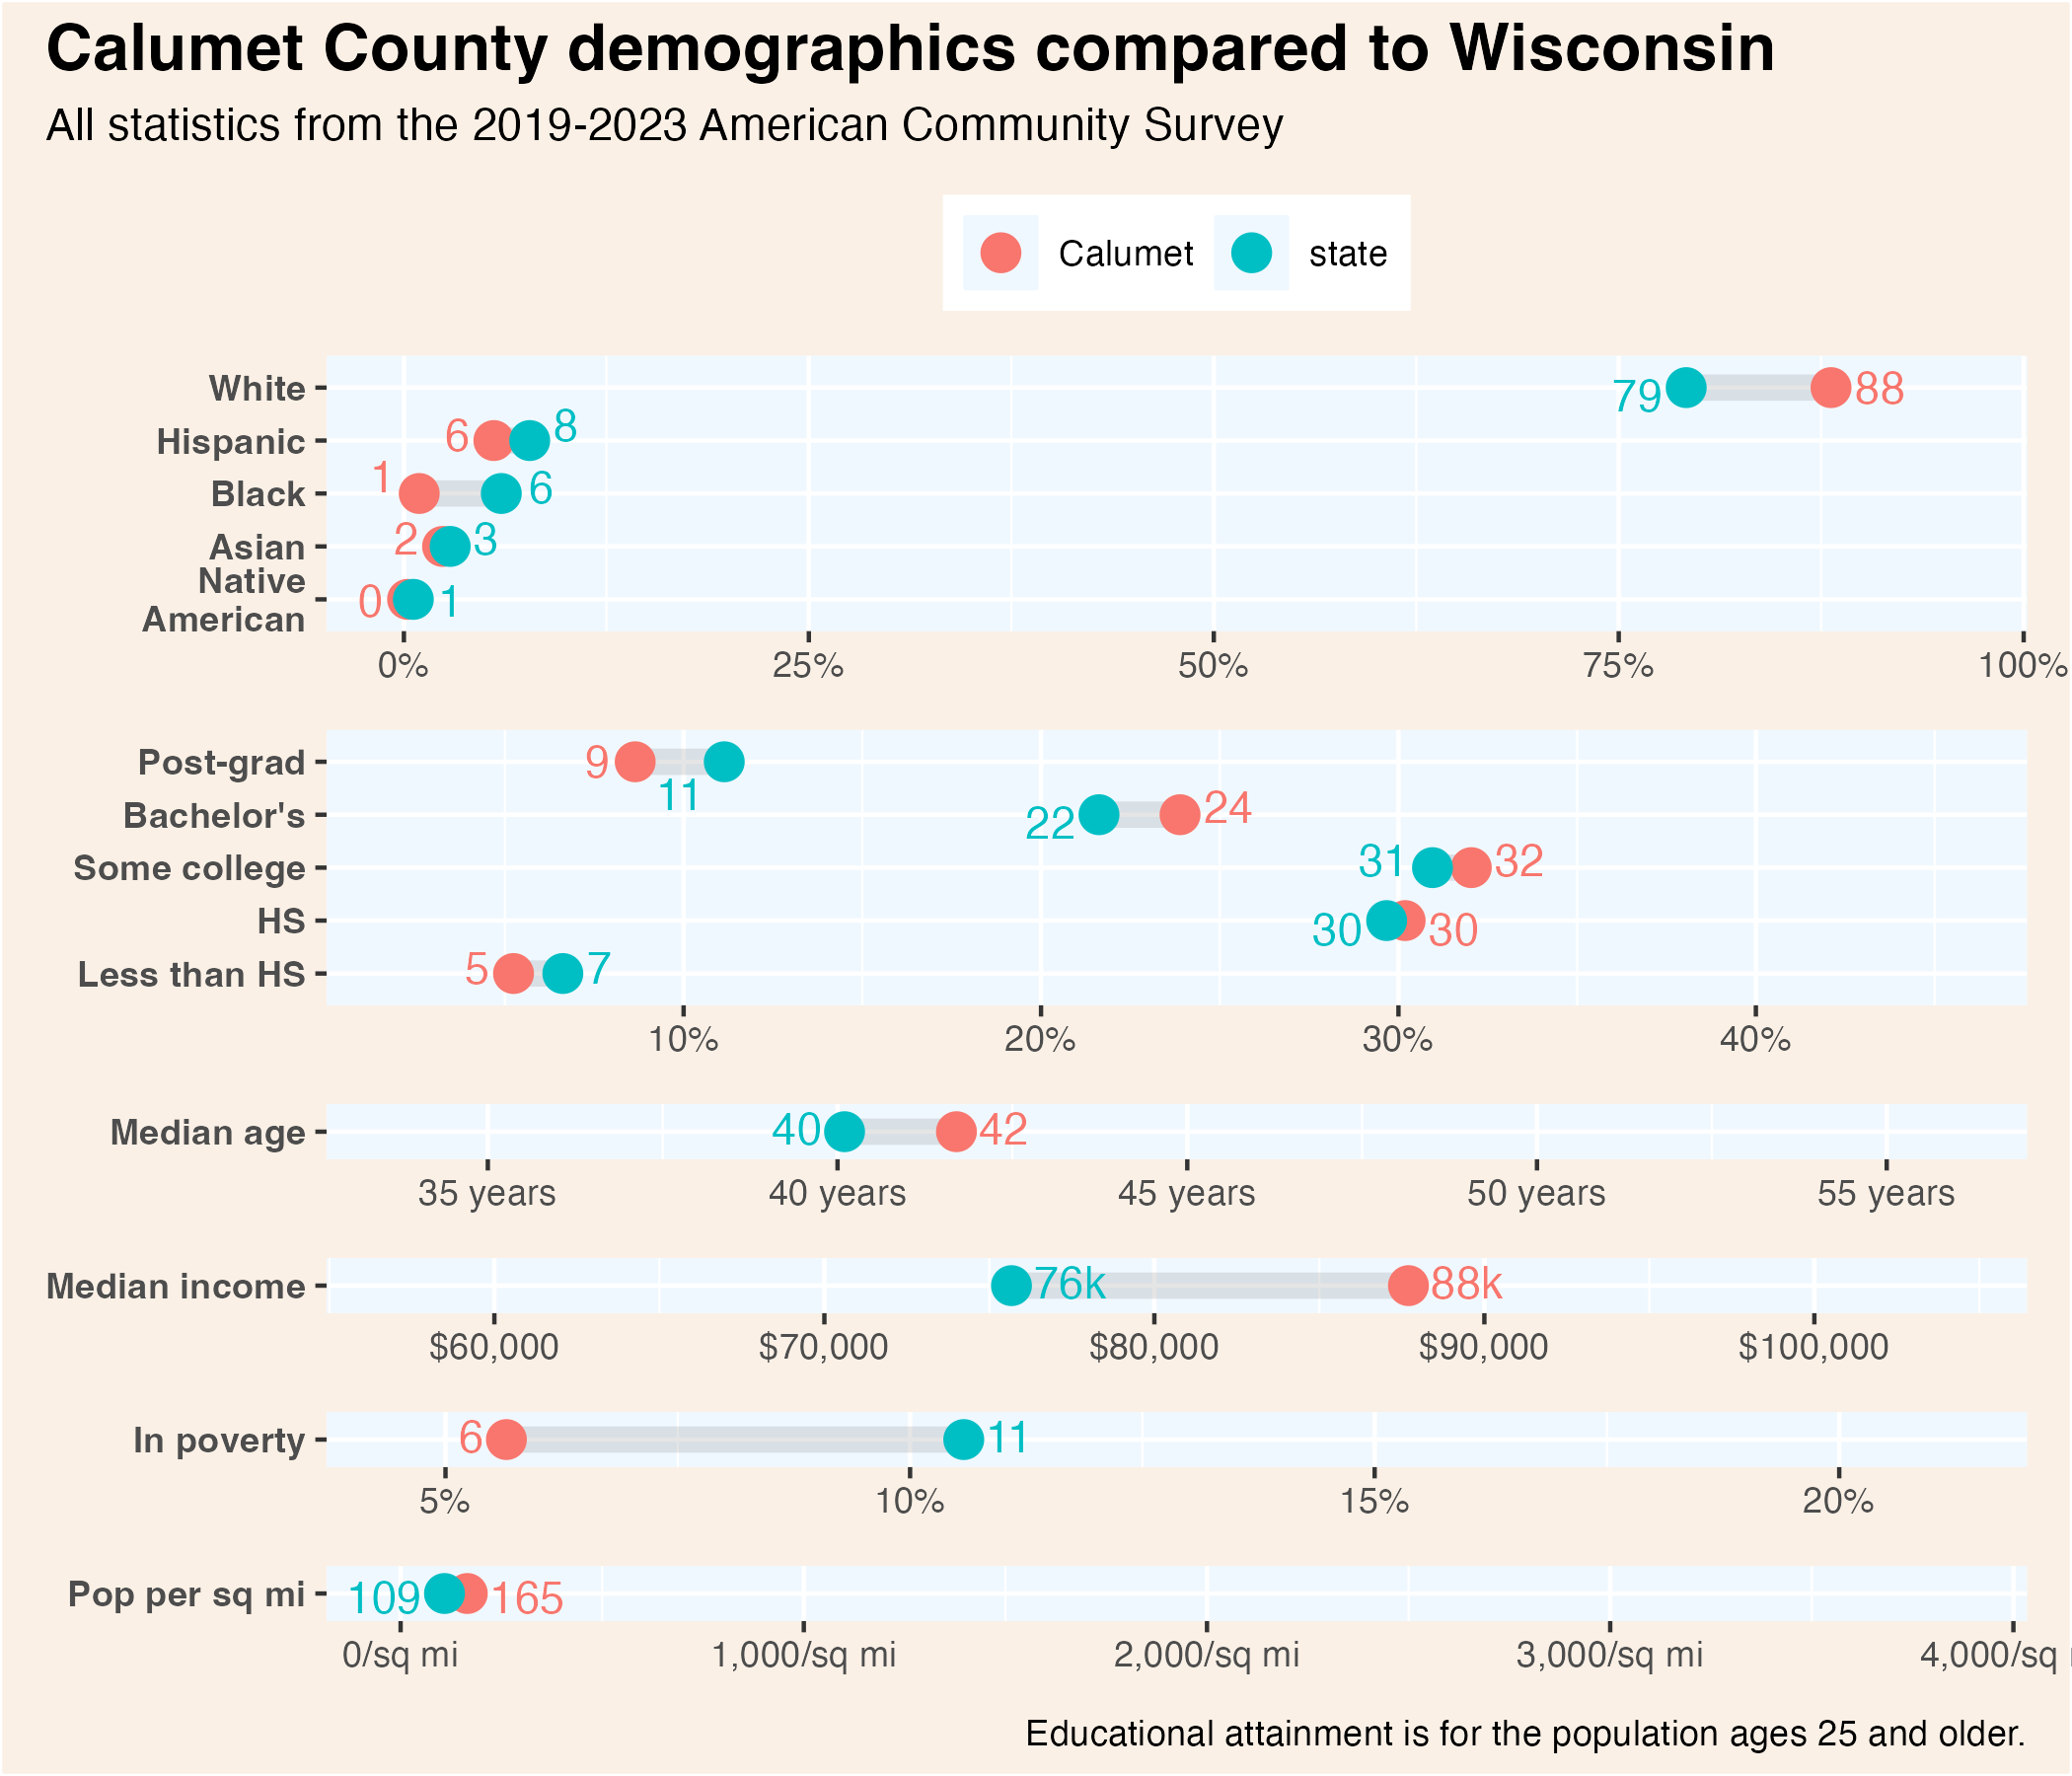 Calumet County demographics compared to Wisconsin
All statistics from the 2019-2023 American Community Survey
Calumet state
White 79 88
Hispanic 6 8
Black 1 6
Asian 2 3
Native
American 0 1
0% 25% 50% 75% 100%
Post-grad 9 11
Bachelor's 22 24
Some college 31 32
HS 30 30
Less than HS 5 7
10% 20% 30% 40%
Median age 40 42
35 years 40 years 45 years 50 years 55 years
Median income 76k 88k
$60,000 $70,000 $80,000 $90,000 $100,000
In poverty 6 11
5% 10% 15% 20%
Pop per sq mi 109 165
0/sq mi 1,000/sq mi 2,000/sq mi 3,000/sq mi 4,000/sq
Educational attainment is for the population ages 25 and older.